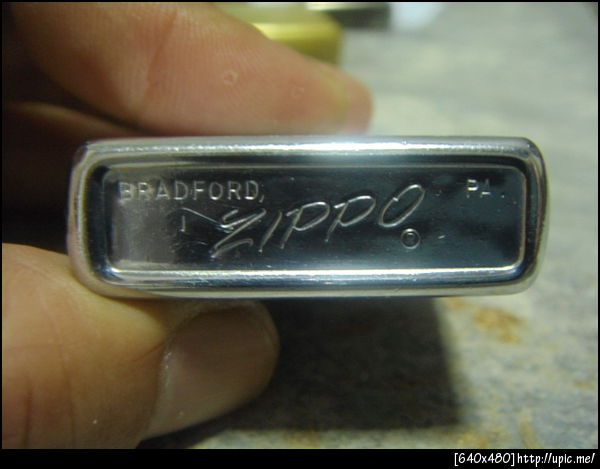 BRADFORD, PA.
ZIPPO ®
[640x480]http://upic.me/